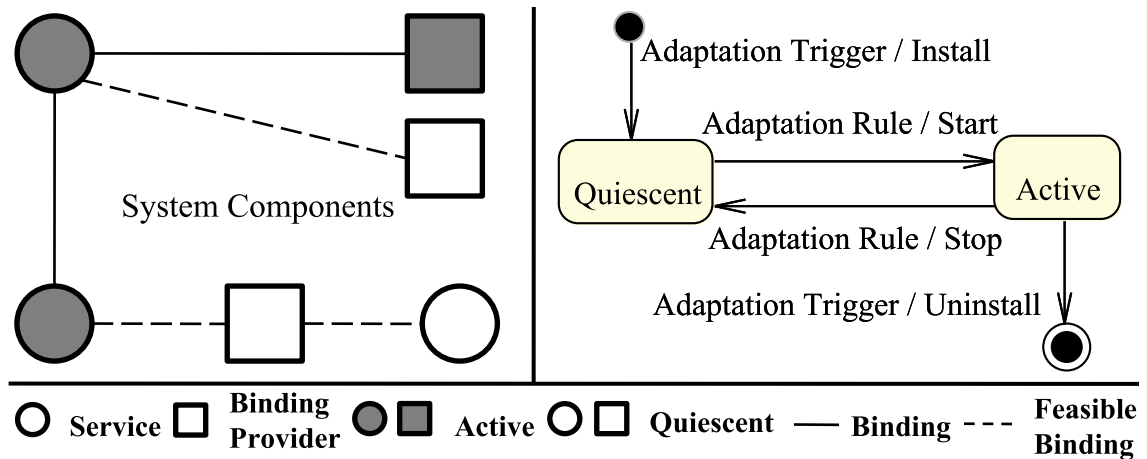 Adaptation Trigger / Install
Adaptation Rule / Start
Quiescent
Active
System Components
Adaptation Rule / Stop
Adaptation Trigger / Uninstall
Service
Binding
Provider
Active
Quiescent
Binding
Feasible
Binding